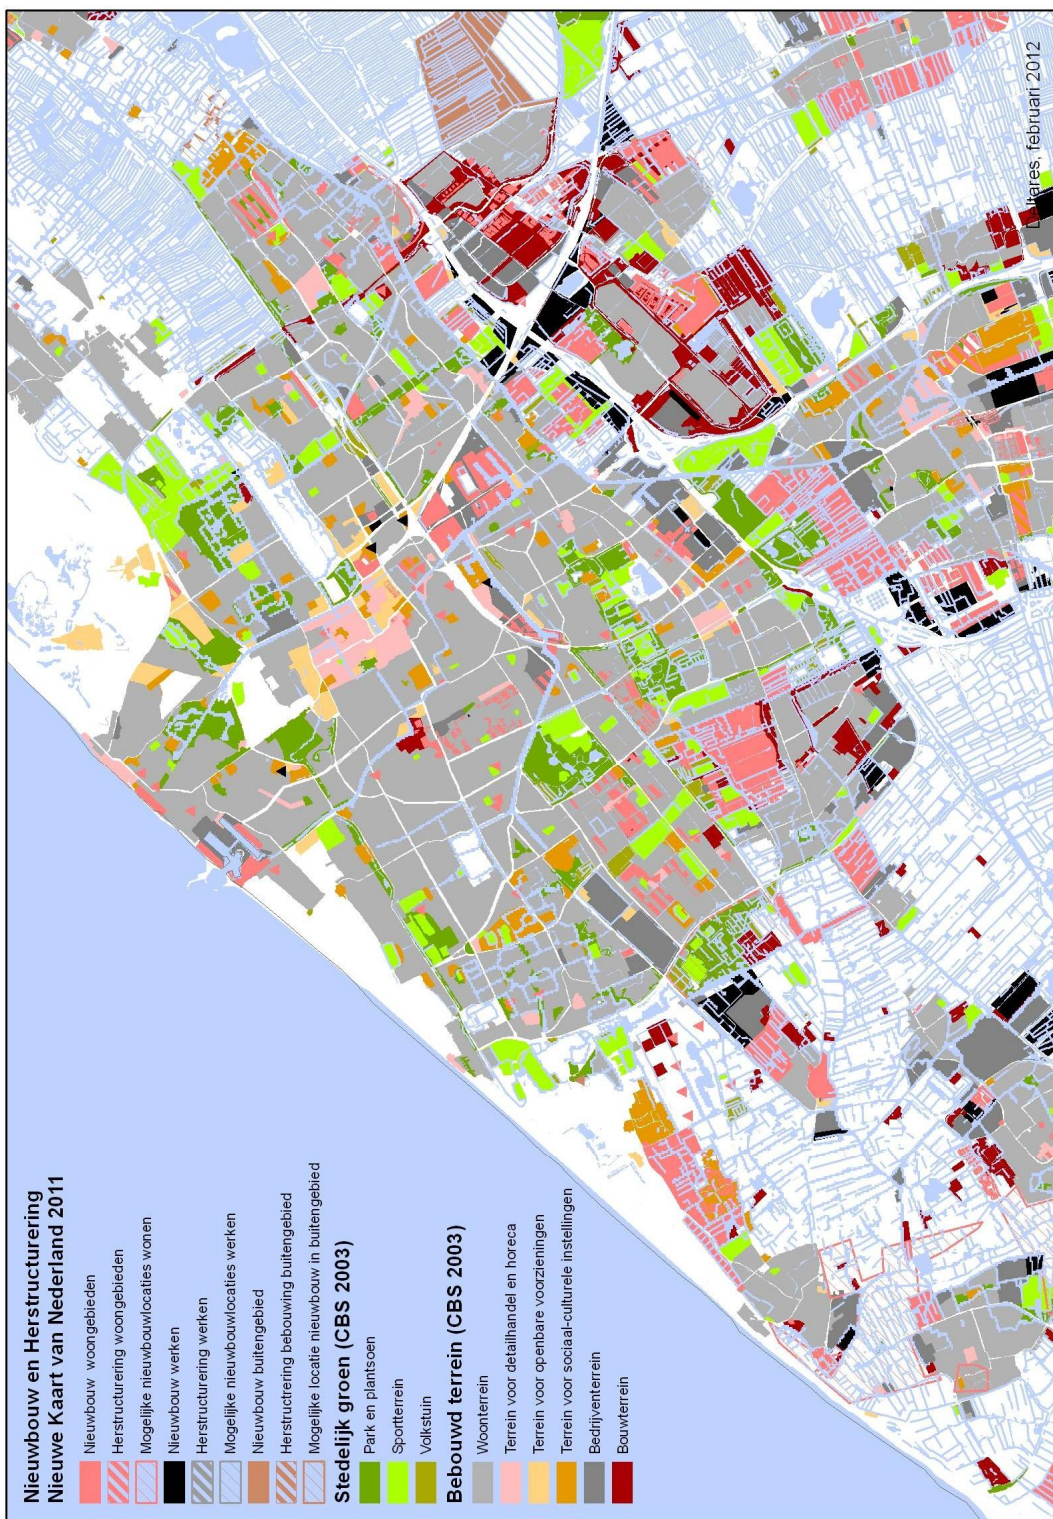 Nieuwbouw en Herstructurering
Nieuwe Kaart van Nederland 2011
Nieuwbouw woongebieden
Herstructurering woongebieden
Mogelijke nieuwbouwlocaties wonen
Nieuwbouw werken
Herstructurering werken
Mogelijke nieuwbouwlocaties werken
Nieuwbouw buitengebied
Herstructrering bebouwing buitengebied
Mogelijke locatie nieuwbouw in buitengebied
Stedelijk groen (CBS 2003)
Park en plantsoen
Sportterrein
Volkstuin
Bebouwd terrein (CBS 2003)
Woonterrein
Terrein voor detailhandel en horeca
Terrein voor openbare voorzieningen
Terrein voor sociaal-culturele instellingen
Bedrijventerrein
Bouwterrein
Deltares, februari 2012